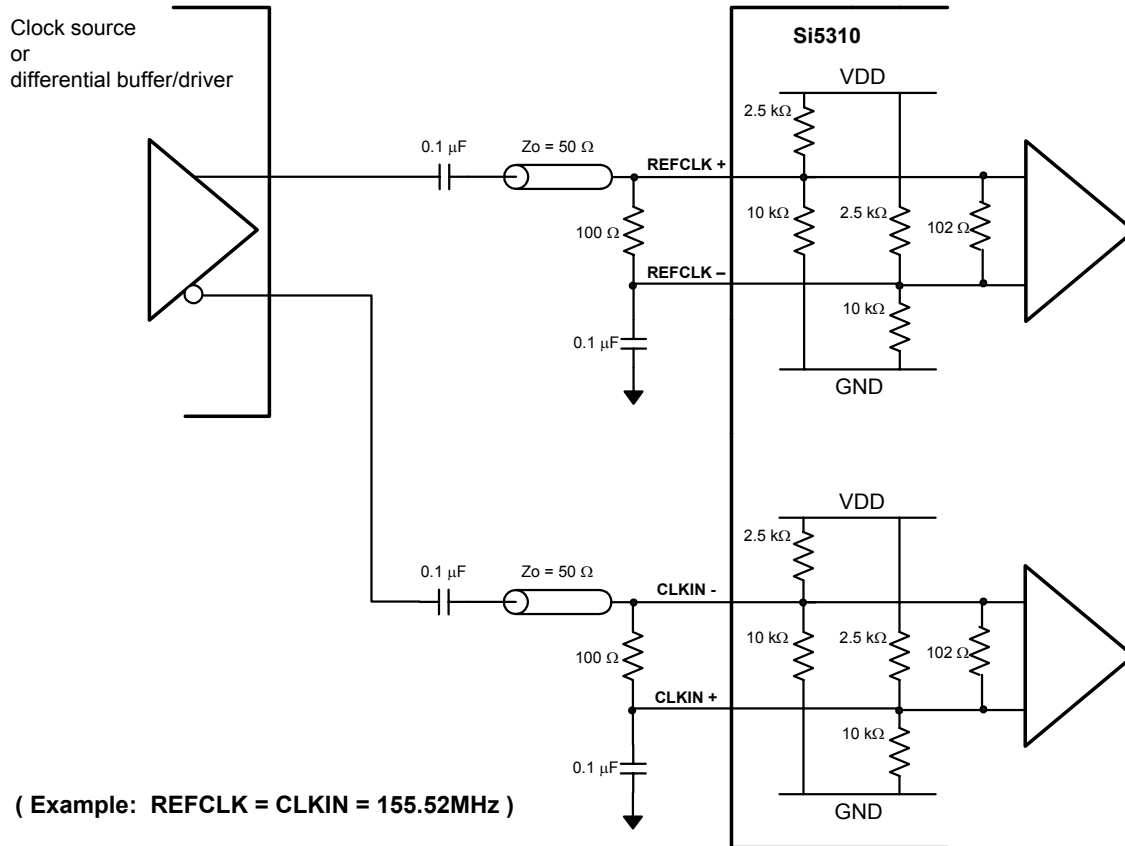 Clock source
or
differential buffer/driver
Si5310
VDD
2.5 kΩ
0.1 μF
Zo = 50 Ω
REFCLK +
100 Ω
10 kΩ
2.5 kΩ
102 Ω
REFCLK –
10 kΩ
0.1 μF
GND
VDD
2.5 kΩ
0.1 μF
Zo = 50 Ω
CLKIN -
100 Ω
10 kΩ
2.5 kΩ
102 Ω
CLKIN +
10 kΩ
0.1 μF
GND
( Example: REFCLK = CLKIN = 155.52MHz )